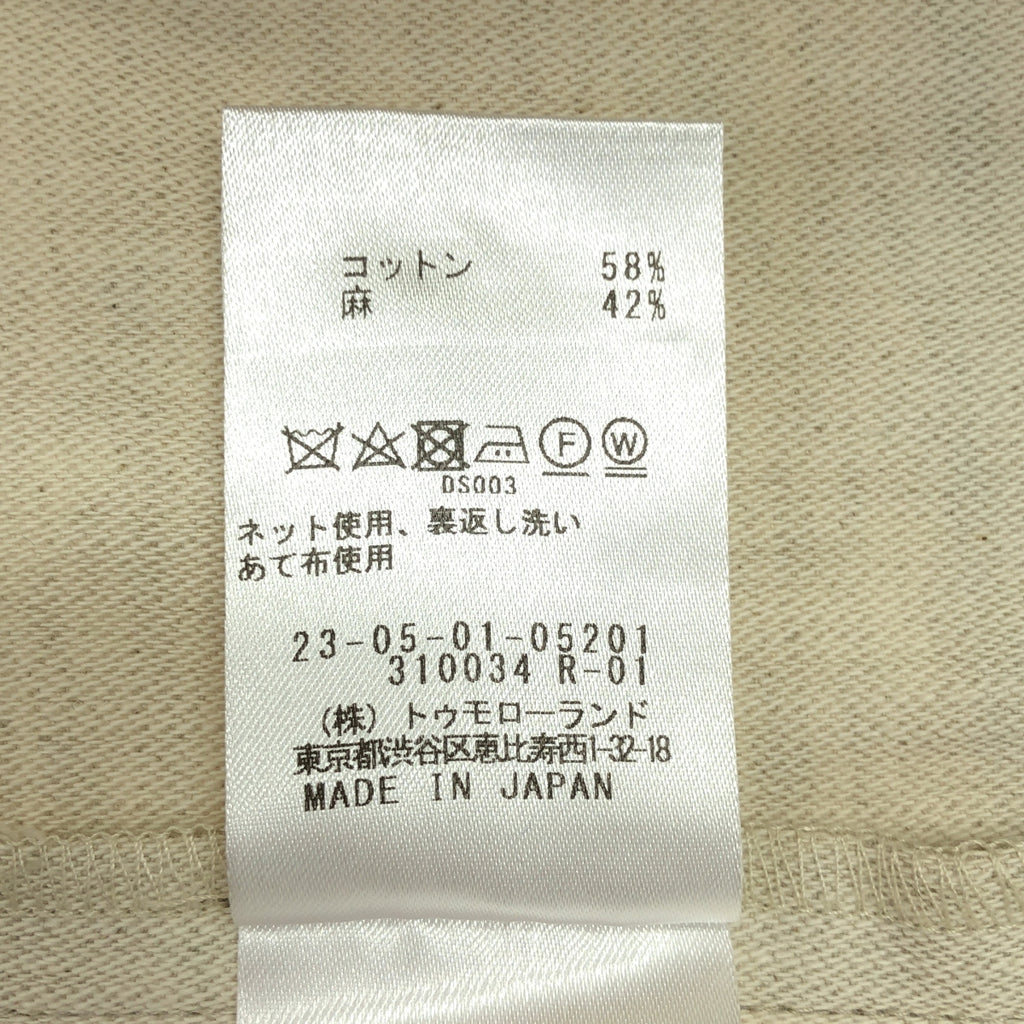 コットン 58%
麻 42%
F W
DS003
ネット使用、裏返し洗い
あて布使用
23-05-01-05201
310034 R-01
(株) トゥモローランド
東京都渋谷区恵比寿西1-32-18
MADE IN JAPAN